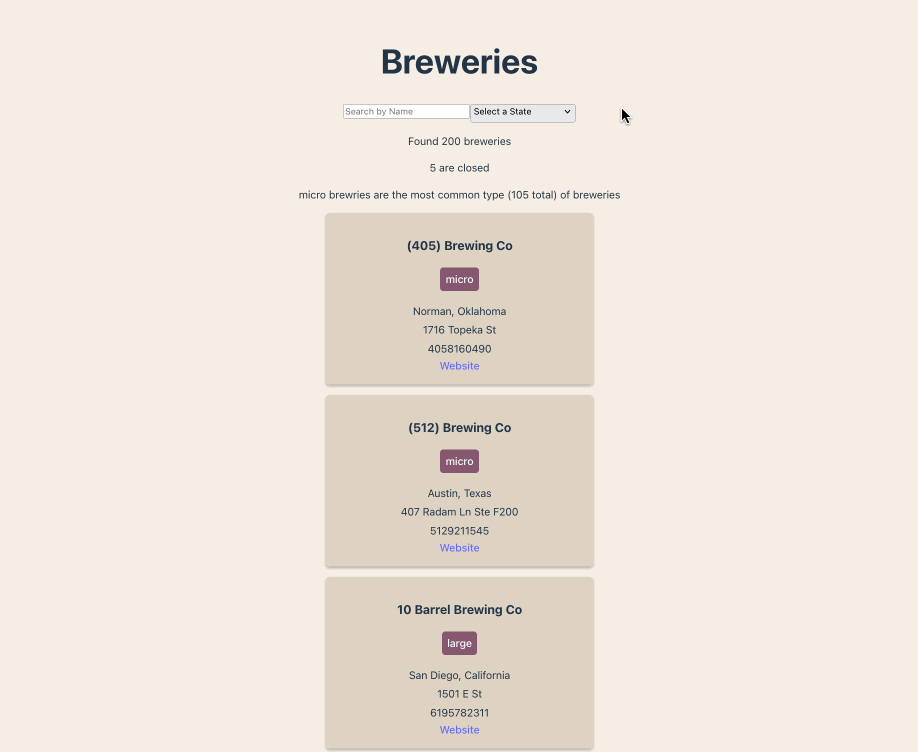 Breweries
Search by Name Select a State
Found 200 breweries
5 are closed
micro brewries are the most common type (105 total) of breweries
(405) Brewing Co
micro
Norman, Oklahoma
1716 Topeka St
4058160490
Website
(512) Brewing Co
micro
Austin, Texas
407 Radam Ln Ste F200
5129211545
Website
10 Barrel Brewing Co
large
San Diego, California
1501 E St
6195782311
Website